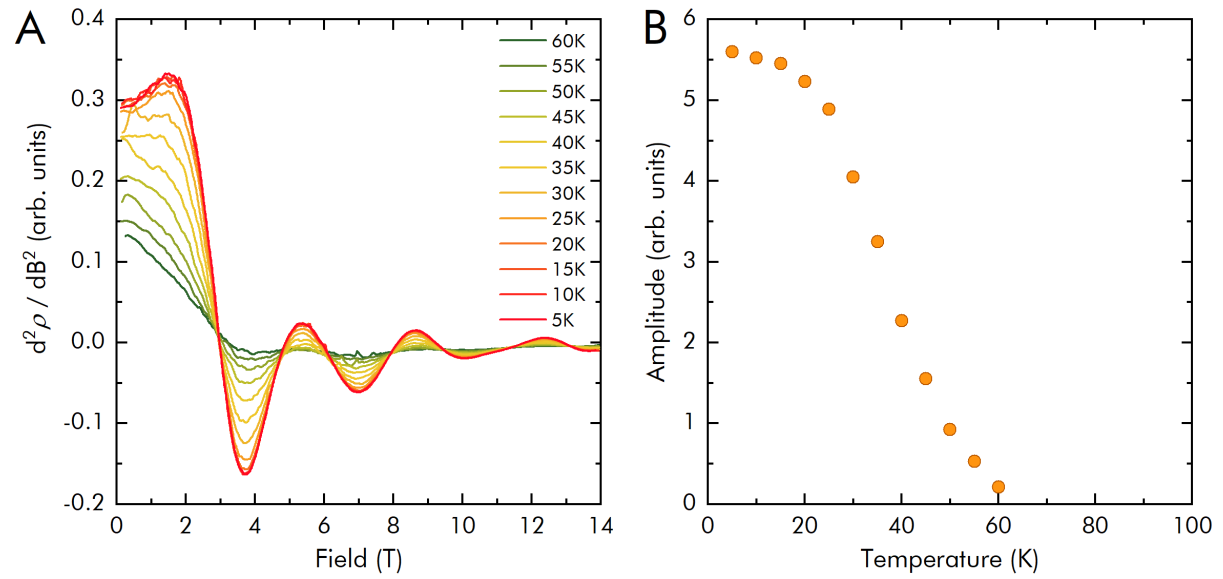 A
d²ρ / dB² (arb. units)
0.4
0.3
0.2
0.1
0.0
-0.1
-0.2
60K
55K
50K
45K
40K
35K
30K
25K
20K
15K
10K
5K
0 2 4 6 8 10 12 14
Field (T)
B
Amplitude (arb. units)
6
5
4
3
2
1
0
0 20 40 60 80 100
Temperature (K)